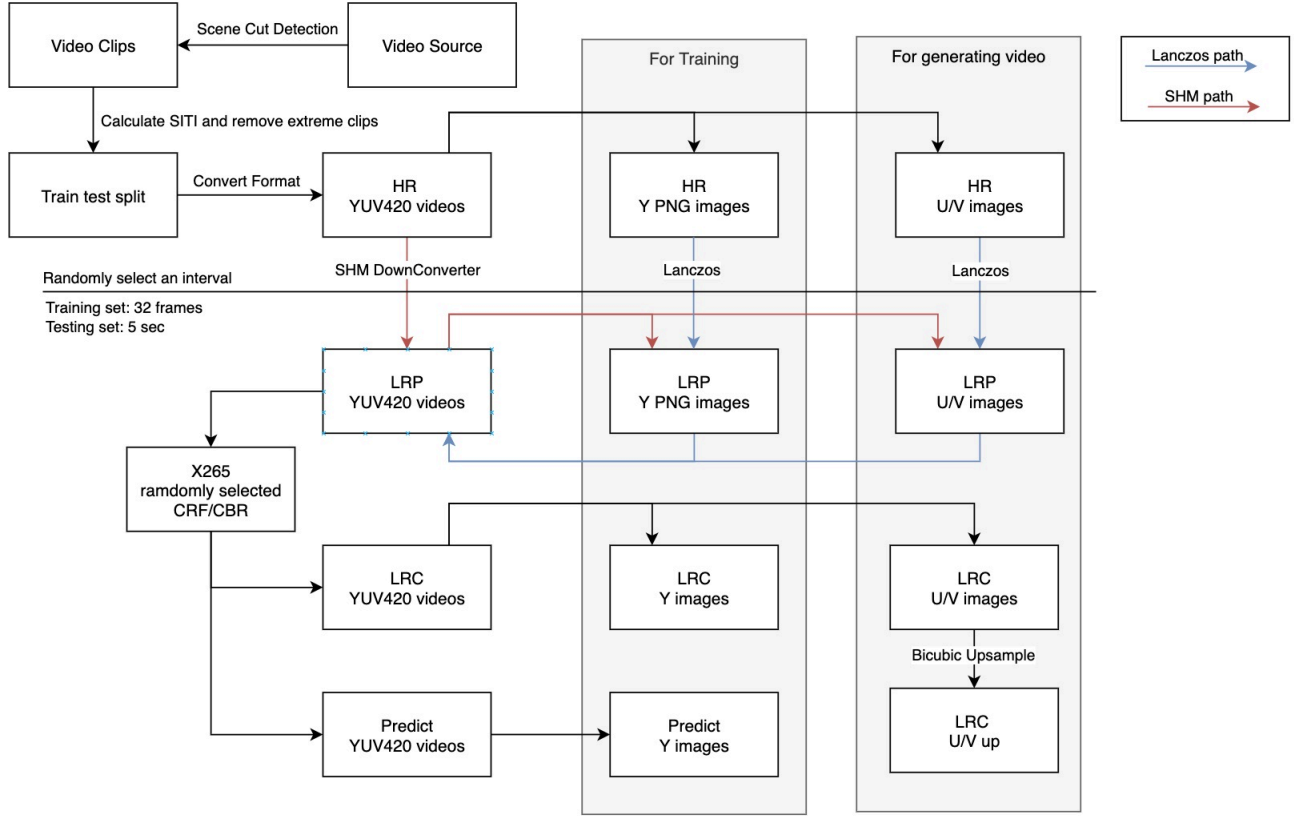 Video Clips
Scene Cut Detection
Video Source
For Training
For generating video
Lanczos path
SHM path
Calculate SITI and remove extreme clips
Train test split
Convert Format
HR
YUV420 videos
HR
Y PNG images
HR
U/V images
SHM DownConverter
Lanczos
Lanczos
Randomly select an interval
Training set: 32 frames
Testing set: 5 sec
LRP
YUV420 videos
LRP
Y PNG images
LRP
U/V images
X265
ramdomly selected
CRF/CBR
LRC
YUV420 videos
LRC
Y images
LRC
U/V images
Bicubic Upsample
Predict
YUV420 videos
Predict
Y images
LRC
U/V up